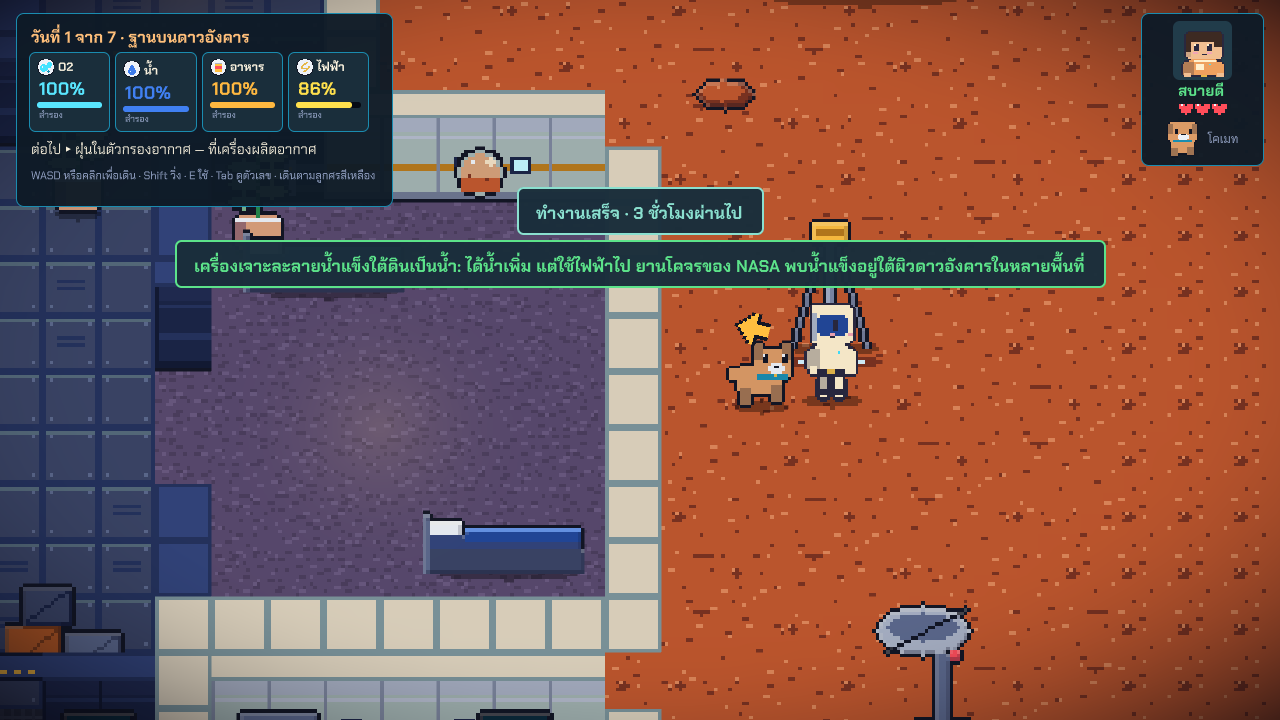 วันที่ 1 จาก 7 · ฐานบนดาวอังคาร
O2
100%
สำรอง
น้ำ
100%
สำรอง
อาหาร
100%
สำรอง
ไฟฟ้า
86%
สำรอง
ต่อไป ▸ ฝุ่นในตัวกรองอากาศ — ที่เครื่องผลิตอากาศ
WASD หรือคลิกเพื่อเดิน · Shift วิ่ง · E ใช้ · Tab ดูตัวเลข · เดินตามลูกศรสีเหลือง
สบายดี
โคเมท
ทำงานเสร็จ · 3 ชั่วโมงผ่านไป
เครื่องเจาะละลายน้ำแข็งใต้ดินเป็นน้ำ: ได้น้ำเพิ่ม แต่ใช้ไฟฟ้าไป ยานโคจรของ NASA พบน้ำแข็งอยู่ใต้ผิวดาวอังคารในหลายพื้นที่